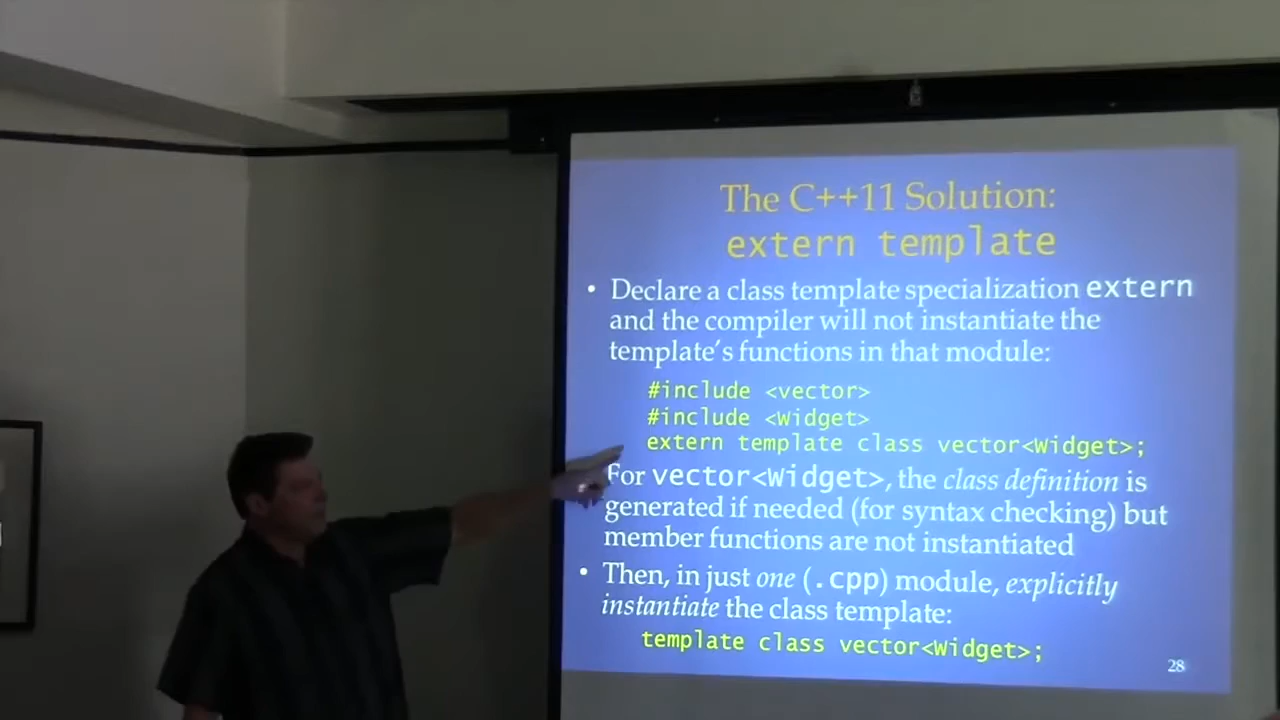 The C++11 Solution:
extern template
• Declare a class template specialization extern
and the compiler will not instantiate the
template's functions in that module:
#include <vector>
#include <Widget>
extern template class vector<Widget>;
For vector<Widget>, the class definition is
generated if needed (for syntax checking) but
member functions are not instantiated
• Then, in just one (.cpp) module, explicitly
instantiate the class template:
template class vector<Widget>;
28